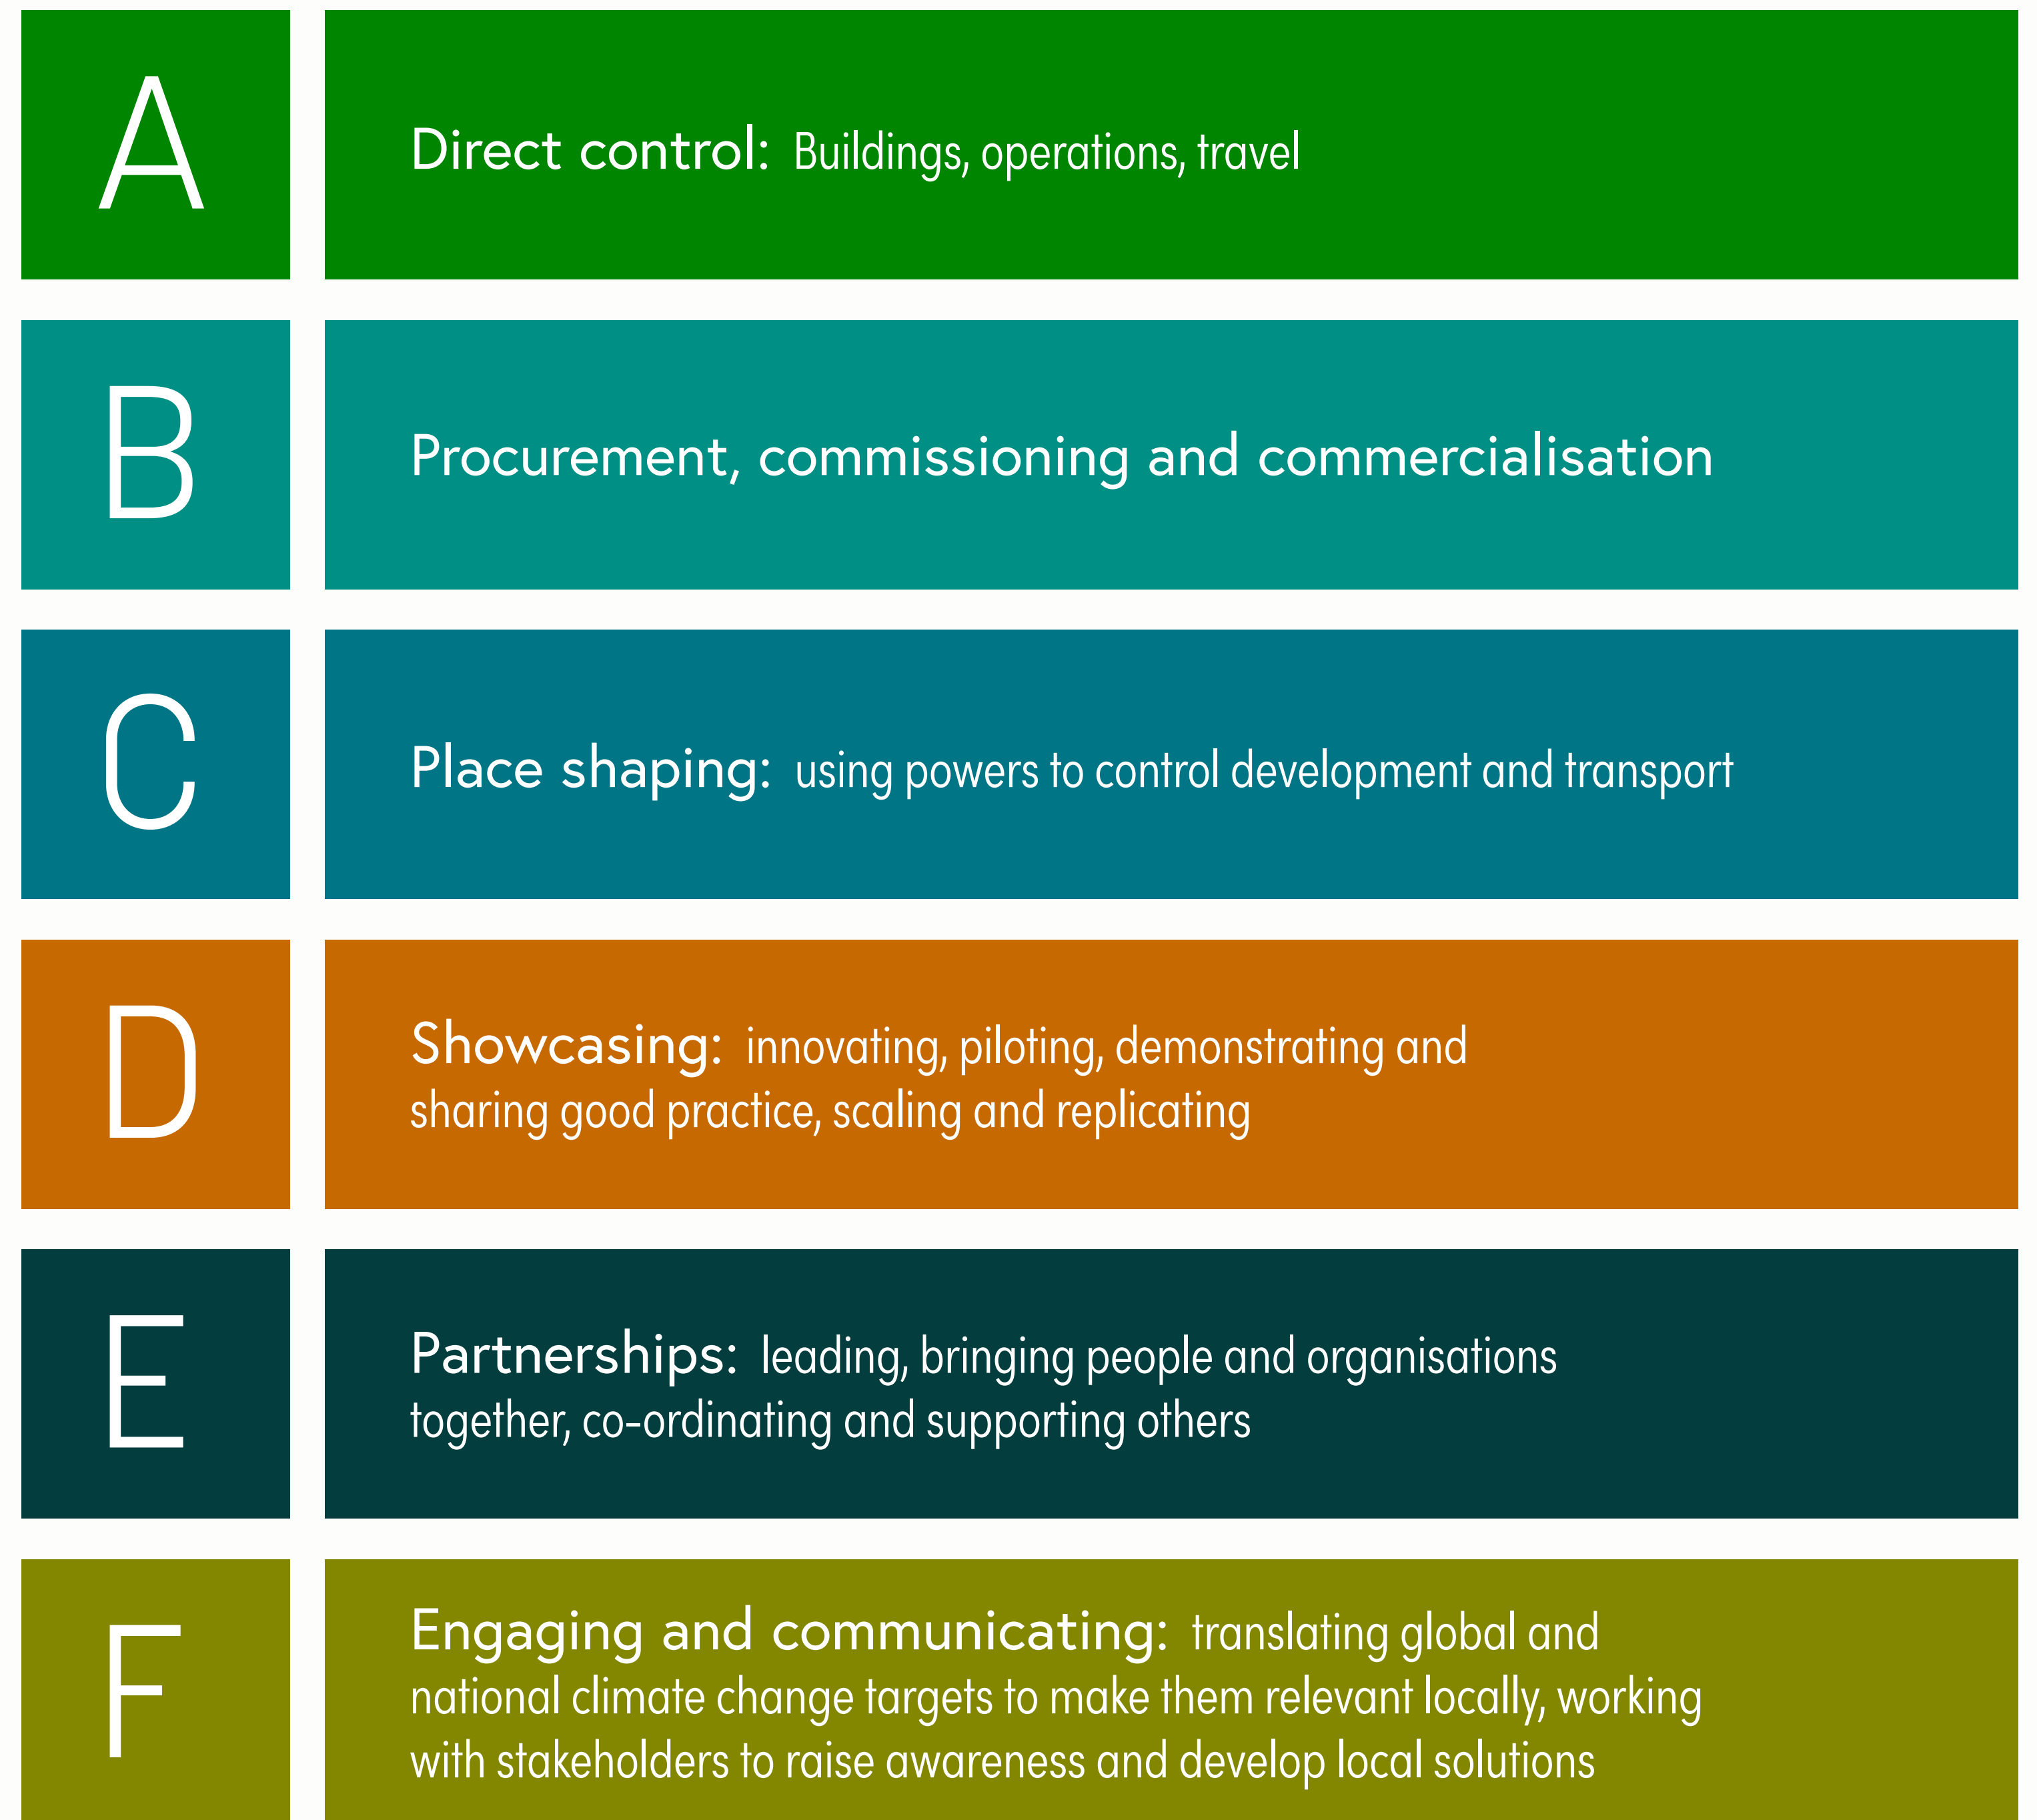 A
Direct control: Buildings, operations, travel
B
Procurement, commissioning and commercialisation
C
Place shaping: using powers to control development and transport
D
Showcasing: innovating, piloting, demonstrating and
sharing good practice, scaling and replicating
E
Partnerships: leading, bringing people and organisations
together, co-ordinating and supporting others
F
Engaging and communicating: translating global and
national climate change targets to make them relevant locally, working
with stakeholders to raise awareness and develop local solutions